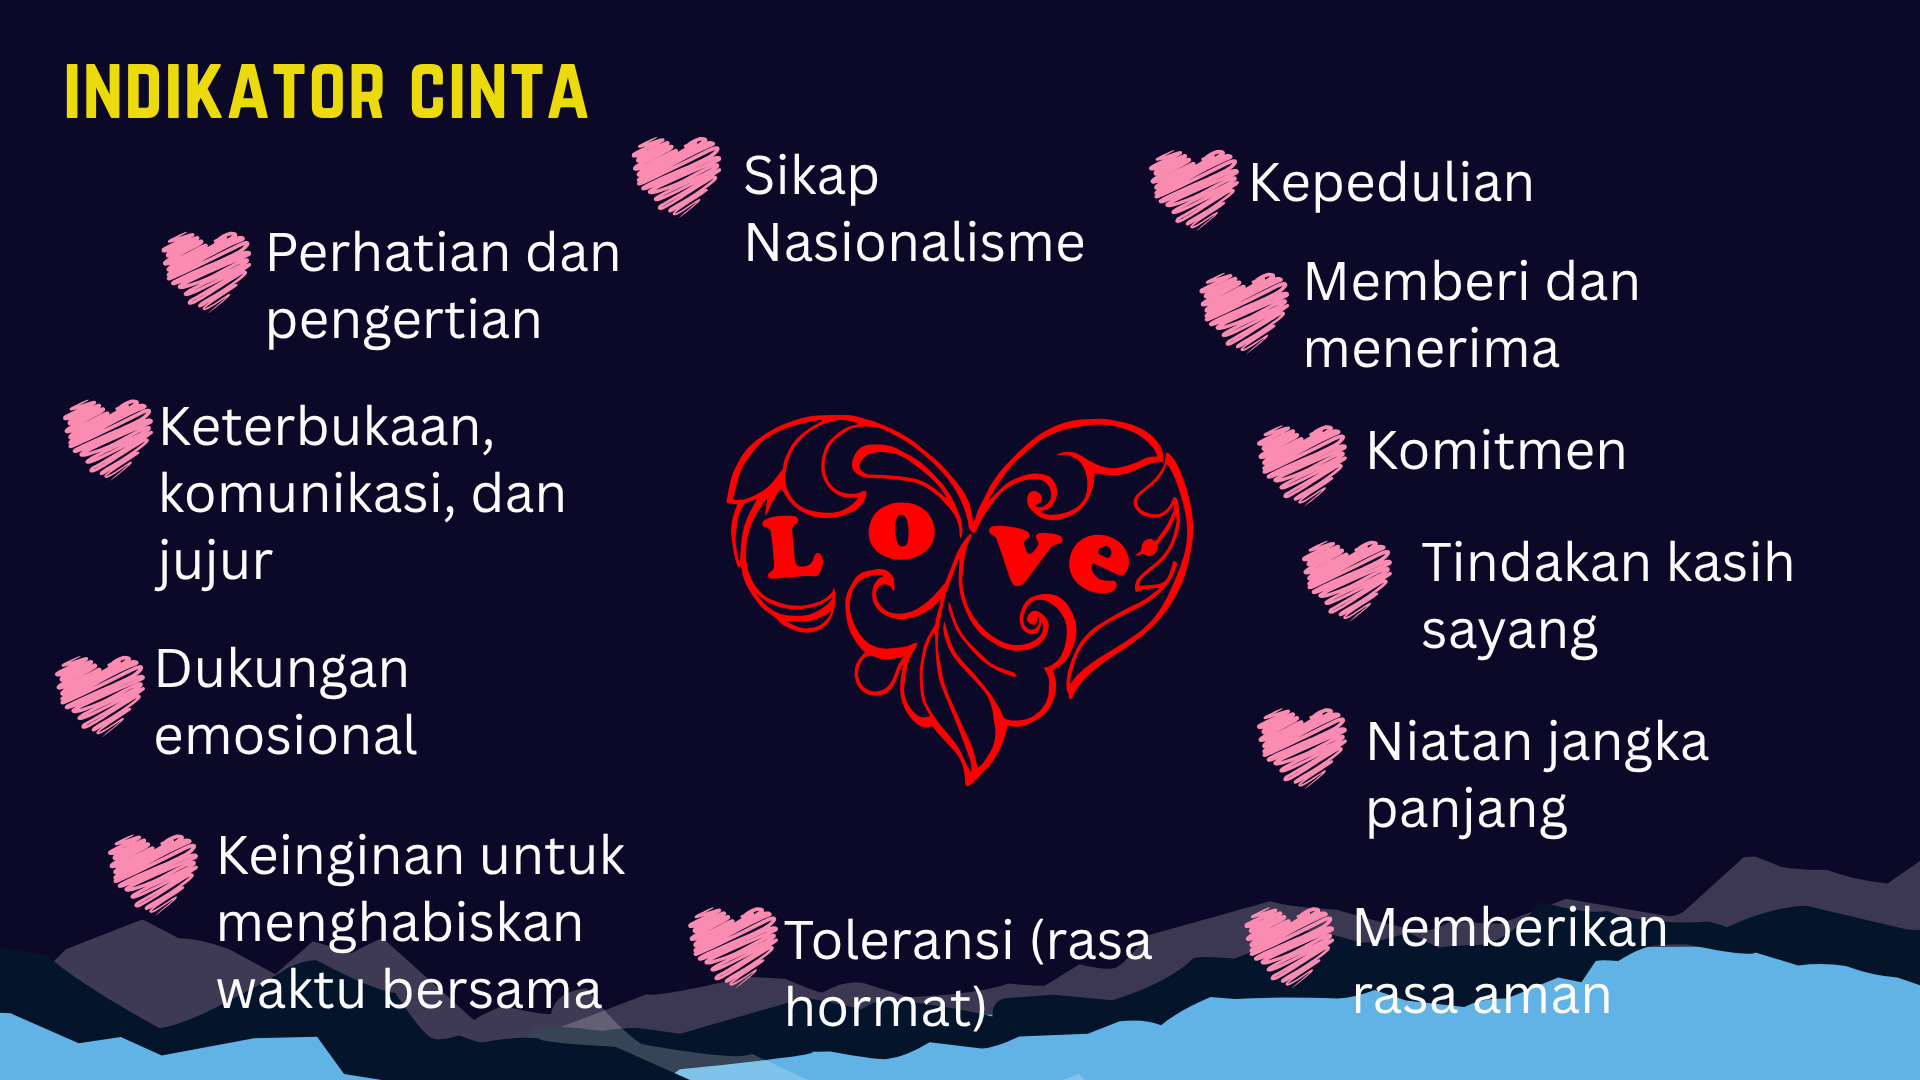 INDIKATOR CINTA
Sikap
Nasionalisme
Kepedulian
Perhatian dan
pengertian
Memberi dan
menerima
Keterbukaan,
komunikasi, dan
jujur
Komitmen
Love
Tindakan kasih
sayang
Dukungan
emosional
Niatan jangka
panjang
Keinginan untuk
menghabiskan
waktu bersama
Toleransi (rasa
hormat)
Memberikan
rasa aman